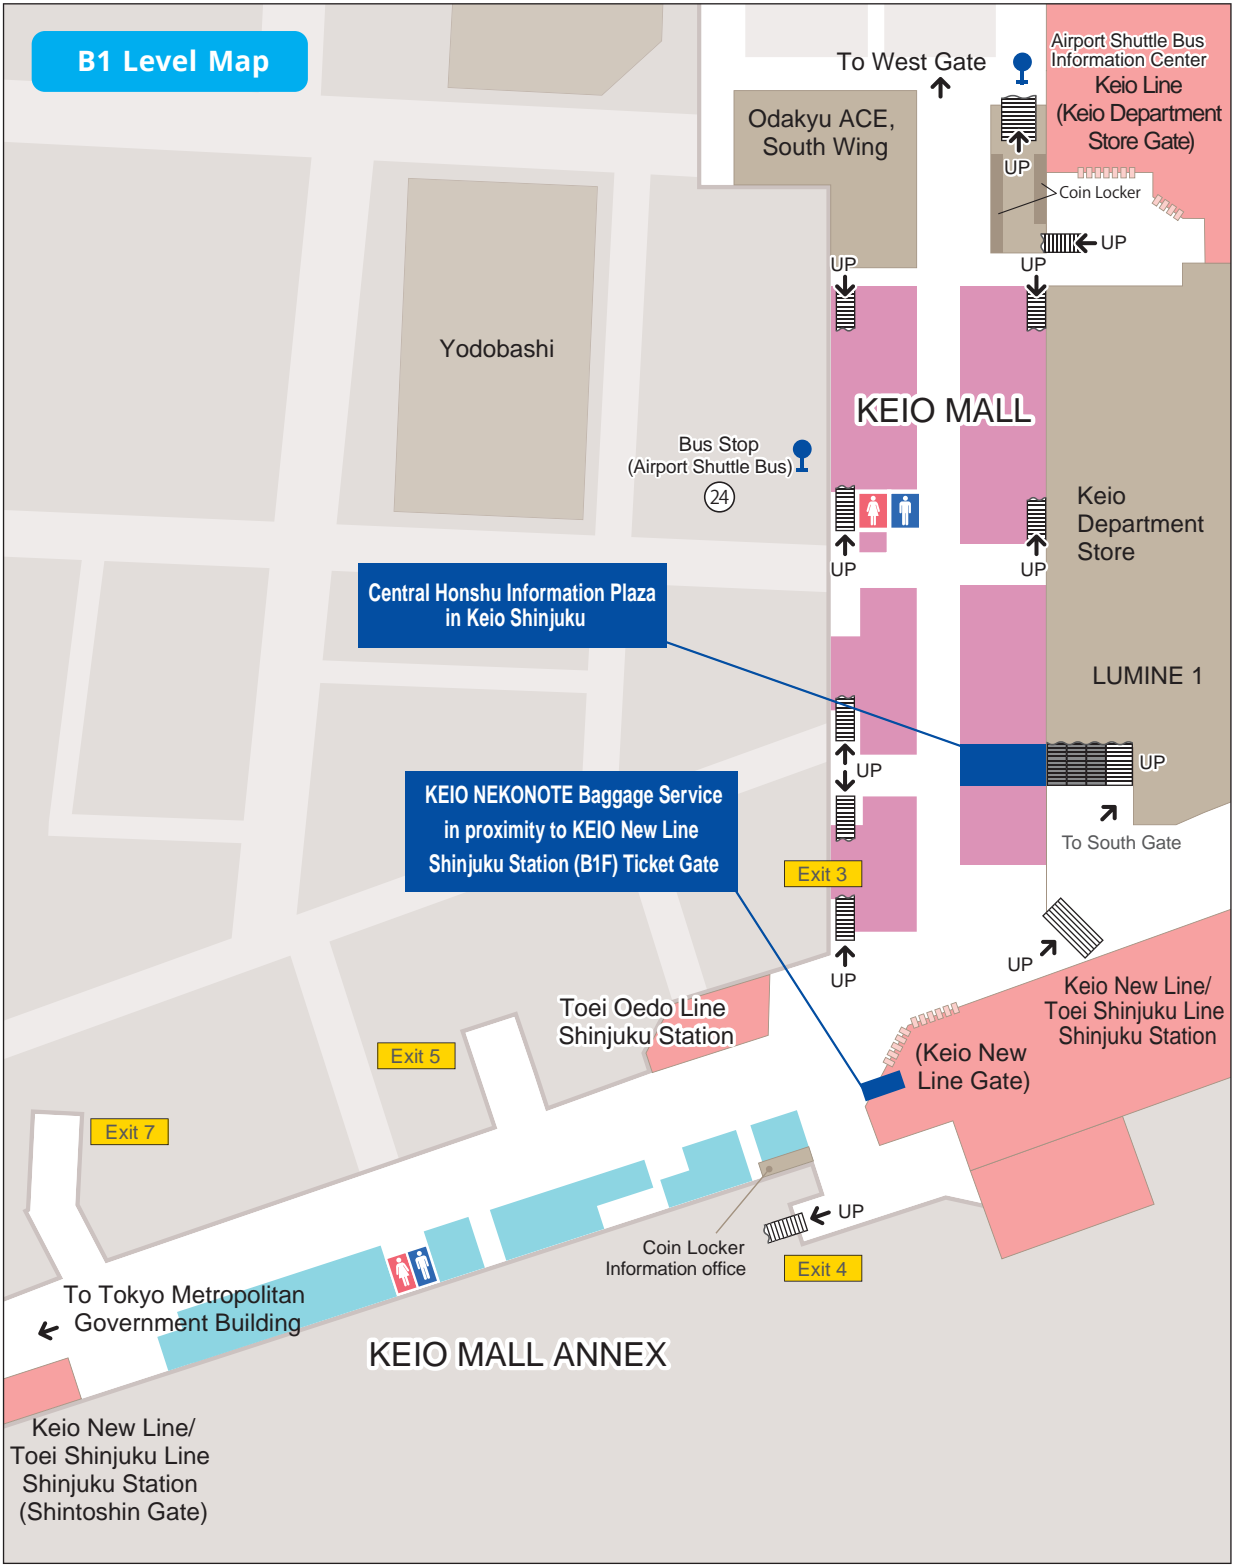 B1 Level Map
To West Gate
Airport Shuttle Bus
Information Center
Keio Line
(Keio Department
Store Gate)
Odakyu ACE,
South Wing
UP
Coin Locker
UP
UP
UP
Yodobashi
KEIO MALL
Bus Stop
(Airport Shuttle Bus)
24
Keio
Department
Store
UP
UP
Central Honshu Information Plaza
in Keio Shinjuku
LUMINE 1
UP
UP
KEIO NEKONOTE Baggage Service
in proximity to KEIO New Line
Shinjuku Station (B1F) Ticket Gate
To South Gate
Exit 3
UP
UP
Keio New Line/
Toei Shinjuku Line
Shinjuku Station
Toei Oedo Line
Shinjuku Station
Exit 5
(Keio New
Line Gate)
Exit 7
UP
Coin Locker
Information office
Exit 4
To Tokyo Metropolitan
Government Building
KEIO MALL ANNEX
Keio New Line/
Toei Shinjuku Line
Shinjuku Station
(Shintoshin Gate)